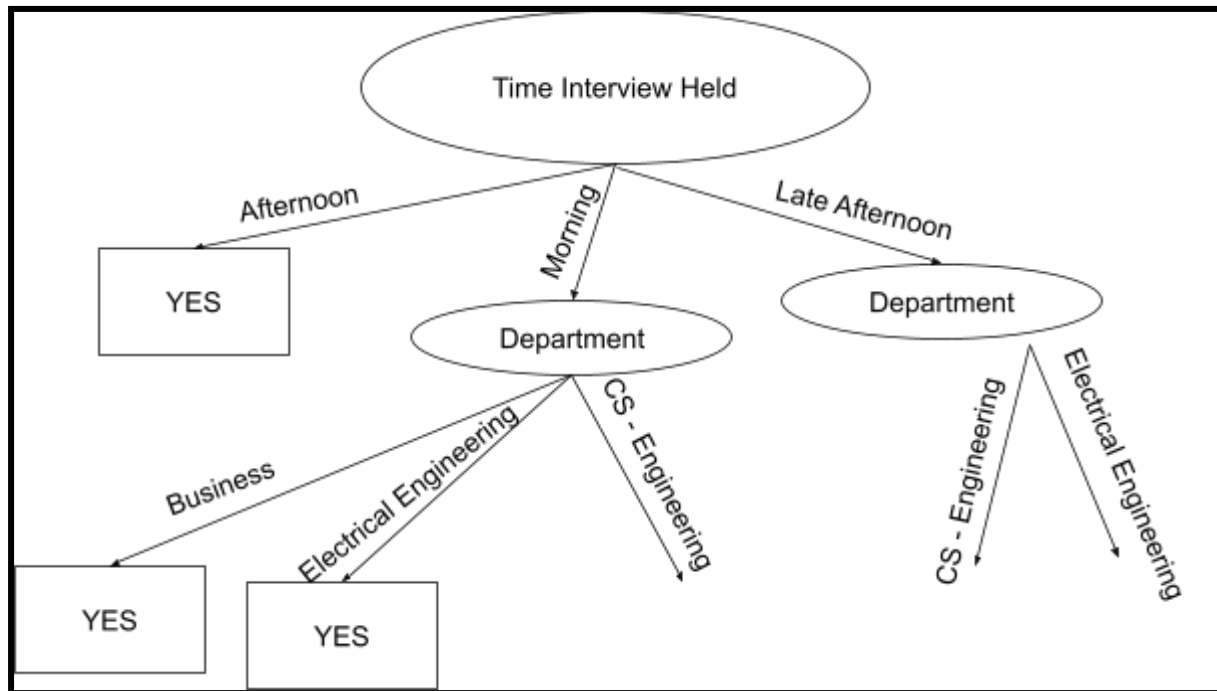 Time Interview Held
Afternoon
Morning
Late Afternoon
YES
Department
Department
Business
Electrical Engineering
CS - Engineering
CS - Engineering
Electrical Engineering
YES
YES